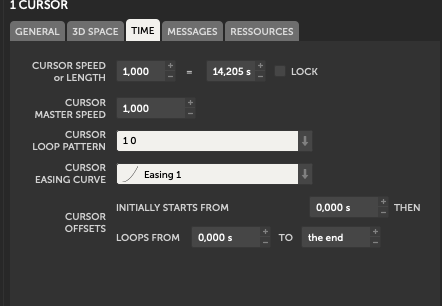 1 CURSOR
GENERAL 3D SPACE TIME MESSAGES RESSOURCES
CURSOR SPEED
or LENGTH
1,000 = 14,205 s LOCK
CURSOR
MASTER SPEED
1,000
CURSOR
LOOP PATTERN
1 0
CURSOR
EASING CURVE
Easing 1
CURSOR
OFFSETS
INITIALLY STARTS FROM 0,000 s THEN
LOOPS FROM 0,000 s TO the end